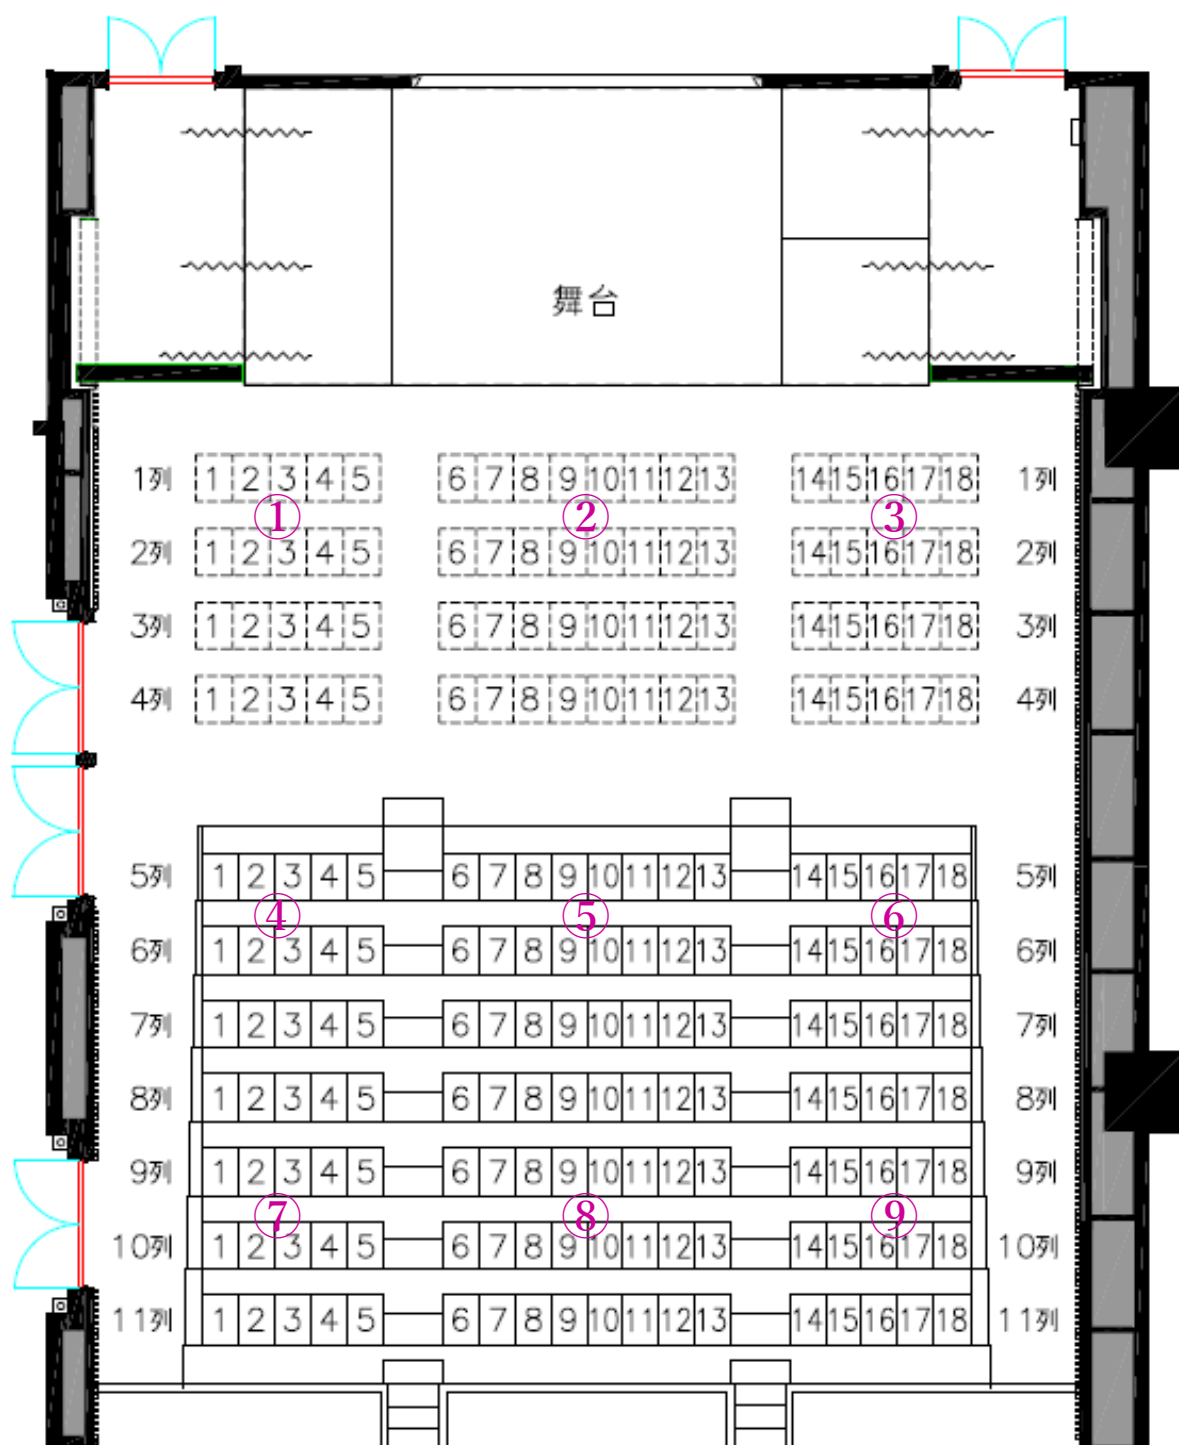 舞台
1列 1 2 3 4 5 6 7 8 9 10 11 12 13 14 15 16 17 18 1列
① ② ③
2列 1 2 3 4 5 6 7 8 9 10 11 12 13 14 15 16 17 18 2列
3列 1 2 3 4 5 6 7 8 9 10 11 12 13 14 15 16 17 18 3列
4列 1 2 3 4 5 6 7 8 9 10 11 12 13 14 15 16 17 18 4列
5列 1 2 3 4 5 6 7 8 9 10 11 12 13 14 15 16 17 18 5列
④ ⑤ ⑥
6列 1 2 3 4 5 6 7 8 9 10 11 12 13 14 15 16 17 18 6列
7列 1 2 3 4 5 6 7 8 9 10 11 12 13 14 15 16 17 18 7列
8列 1 2 3 4 5 6 7 8 9 10 11 12 13 14 15 16 17 18 8列
9列 1 2 3 4 5 6 7 8 9 10 11 12 13 14 15 16 17 18 9列
⑦ ⑧ ⑨
10列 1 2 3 4 5 6 7 8 9 10 11 12 13 14 15 16 17 18 10列
11列 1 2 3 4 5 6 7 8 9 10 11 12 13 14 15 16 17 18 11列